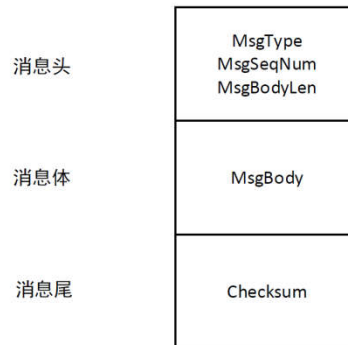 MsgType
消息头
MsgSeqNum
MsgBodyLen
消息体
MsgBody
消息尾
Checksum